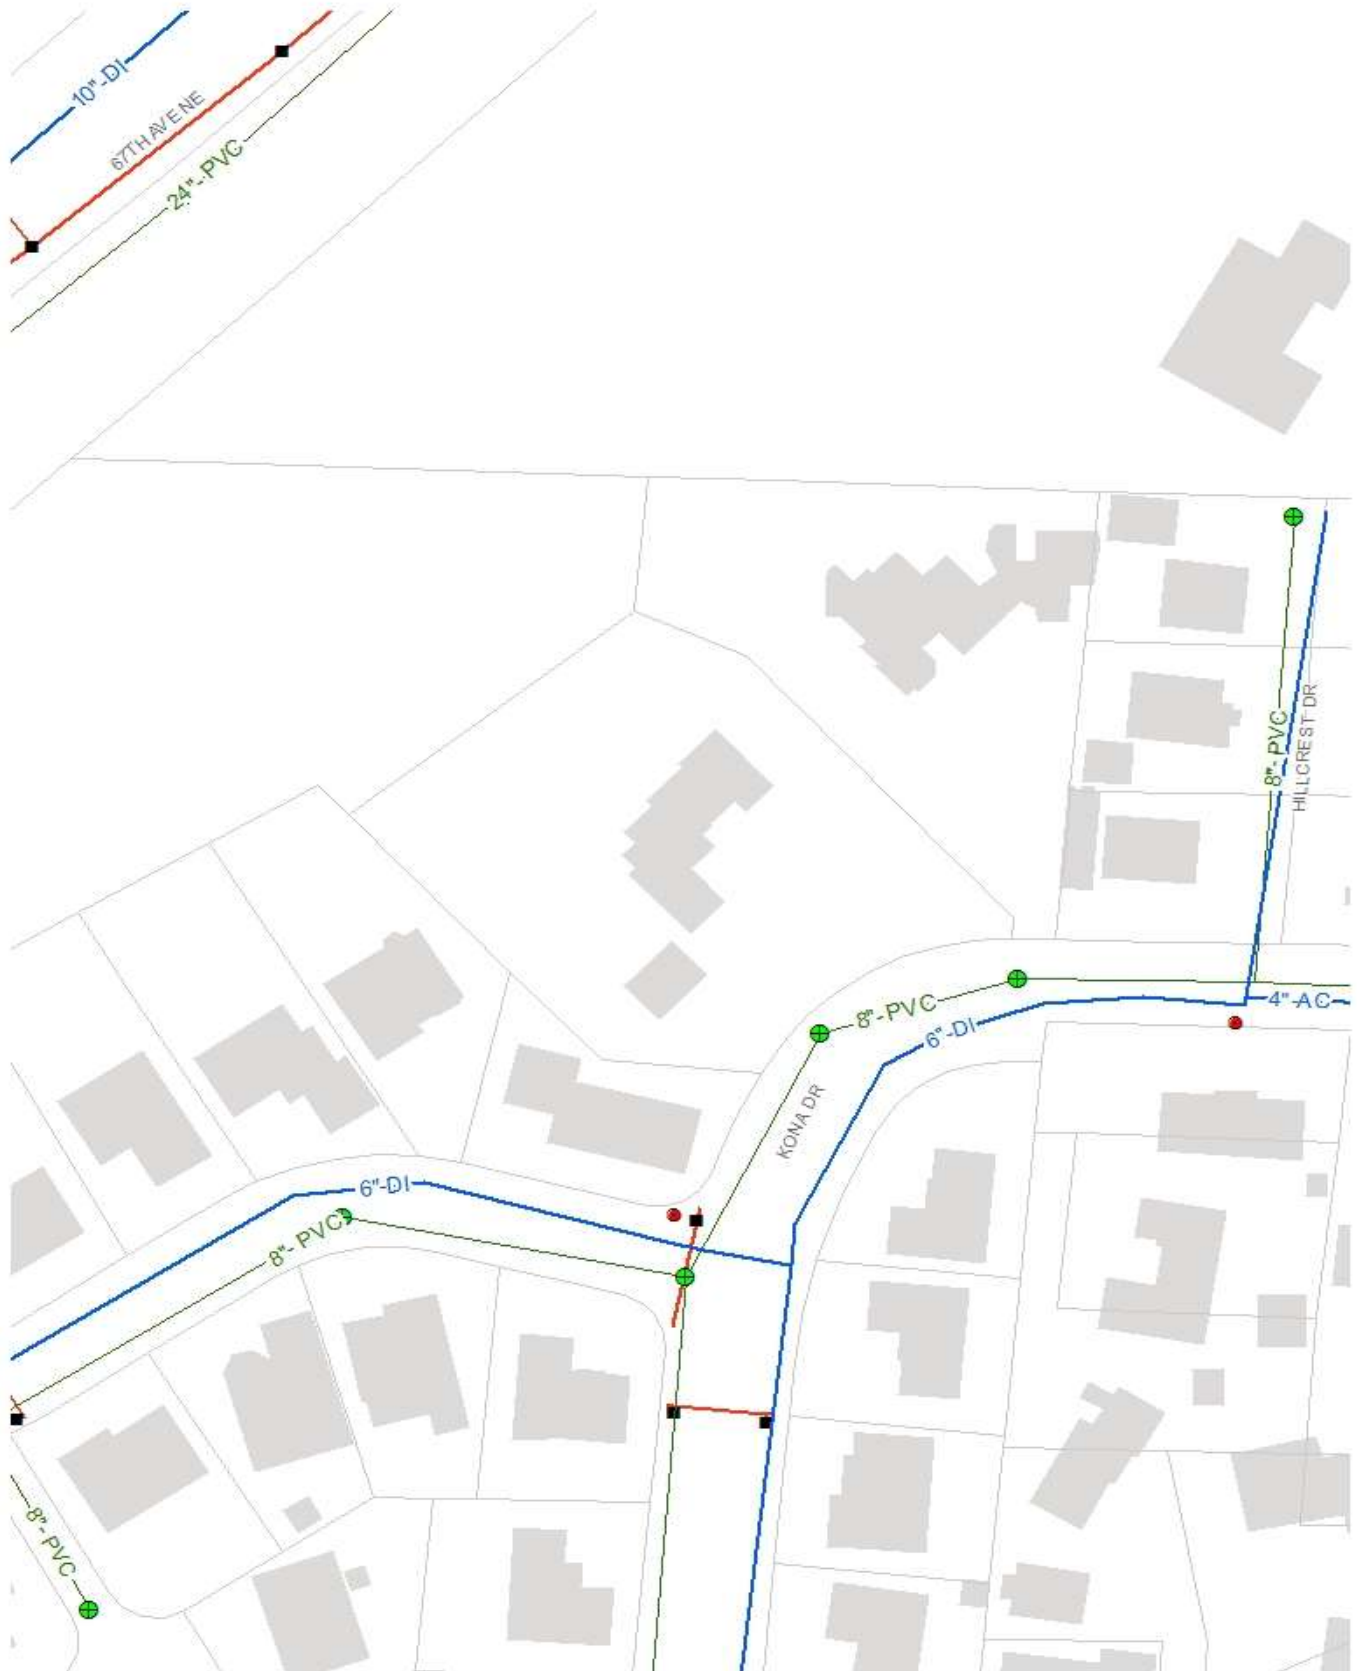 10"-DI
67TH AVE NE
24"-PVC
8"-PVC
HILLCREST DR
8"-PVC
6"-DI
4"-AC
KONA DR
6"-DI
8"-PVC
8"-PVC